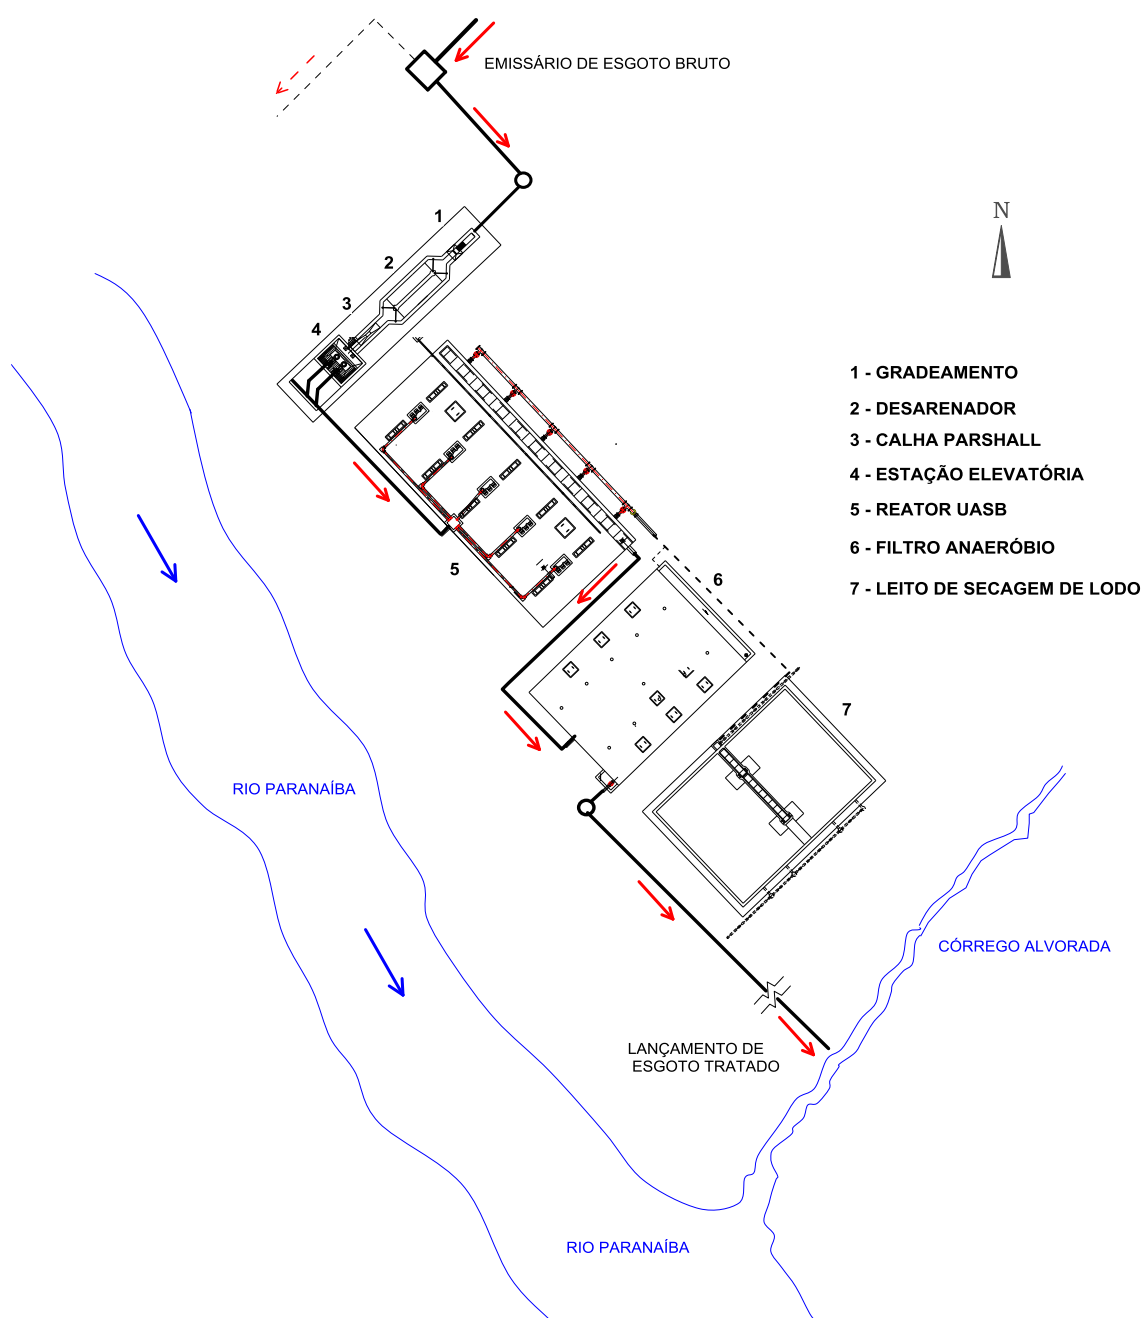 EMISSÁRIO DE ESGOTO BRUTO
N
1
2
3
4
1 - GRADEAMENTO
2 - DESARENADOR
3 - CALHA PARSHALL
4 - ESTAÇÃO ELEVATÓRIA
5 - REATOR UASB
6 - FILTRO ANAERÓBIO
7 - LEITO DE SECAGEM DE LODO
5
6
7
RIO PARANAÍBA
CÓRREGO ALVORADA
LANÇAMENTO DE
ESGOTO TRATADO
RIO PARANAÍBA